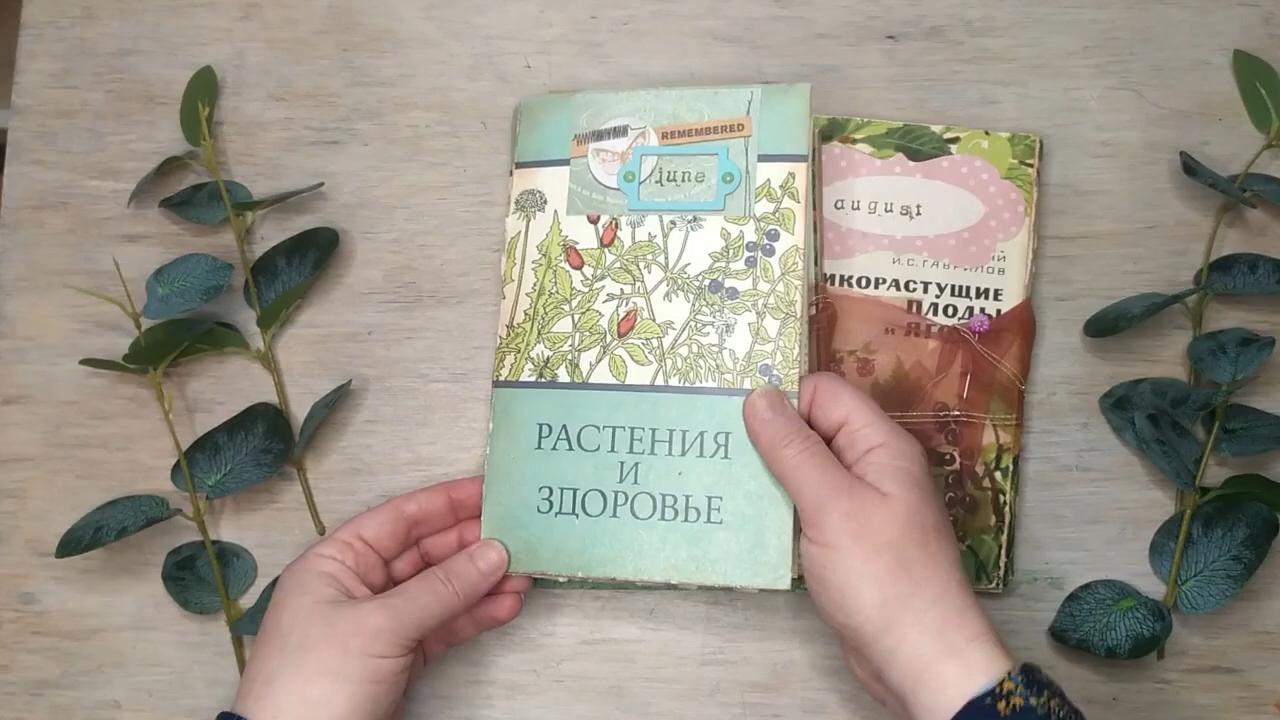 REMEMBERED
june
РАСТЕНИЯ
И
ЗДОРОВЬЕ
august
И.С. ГАВРИЛОВ
ИКОРАСТУЩИЕ
ПЛОДЫ
и